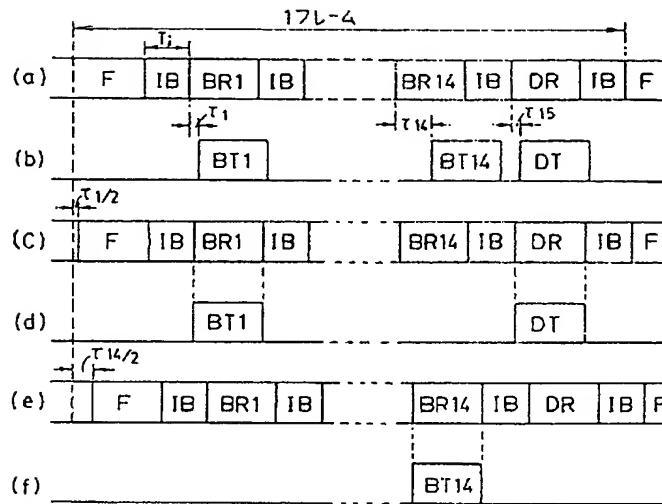 1フレーム
Ti
(a) F IB BR1 IB BR14 IB DR IB F
τ1 τ14 τ15
(b) BT1 BT14 DT
τ1/2
(c) F IB BR1 IB BR14 IB DR IB F
(d) BT1 DT
τ14/2
(e) F IB BR1 IB BR14 IB DR IB F
(f) BT14